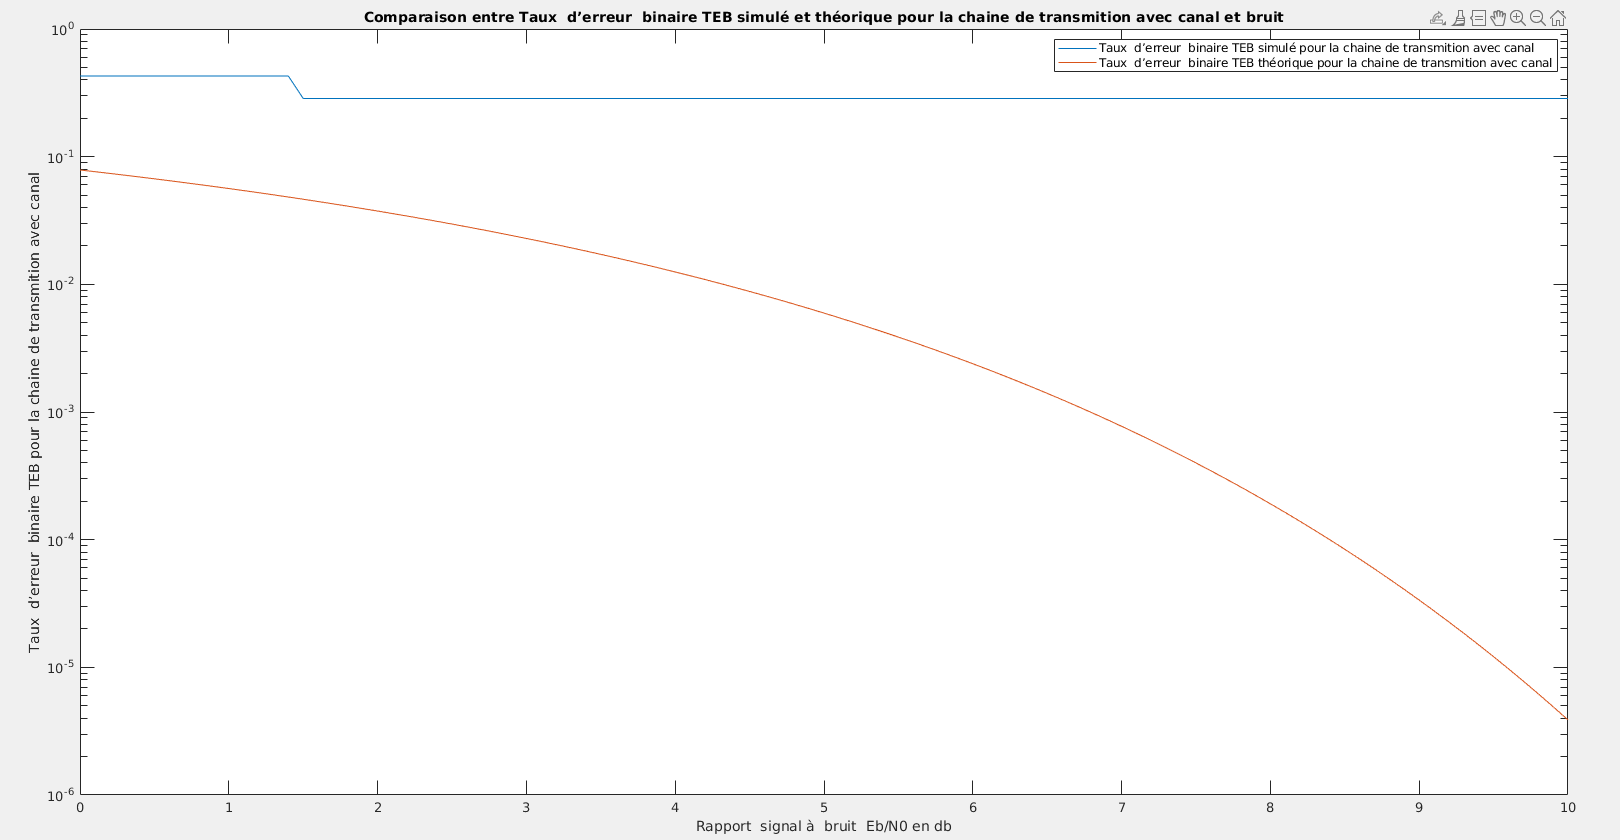 Comparaison entre Taux  d’erreur  binaire TEB simulé et théorique pour la chaine de transmition avec canal et bruit
Taux  d’erreur  binaire TEB simulé pour la chaine de transmition avec canal
Taux  d’erreur  binaire TEB théorique pour la chaine de transmition avec canal
Taux  d’erreur  binaire TEB pour la chaine de transmition avec canal
10^0
10^-1
10^-2
10^-3
10^-4
10^-5
10^-6
0 1 2 3 4 5 6 7 8 9 10
Rapport  signal à  bruit  Eb/N0 en db